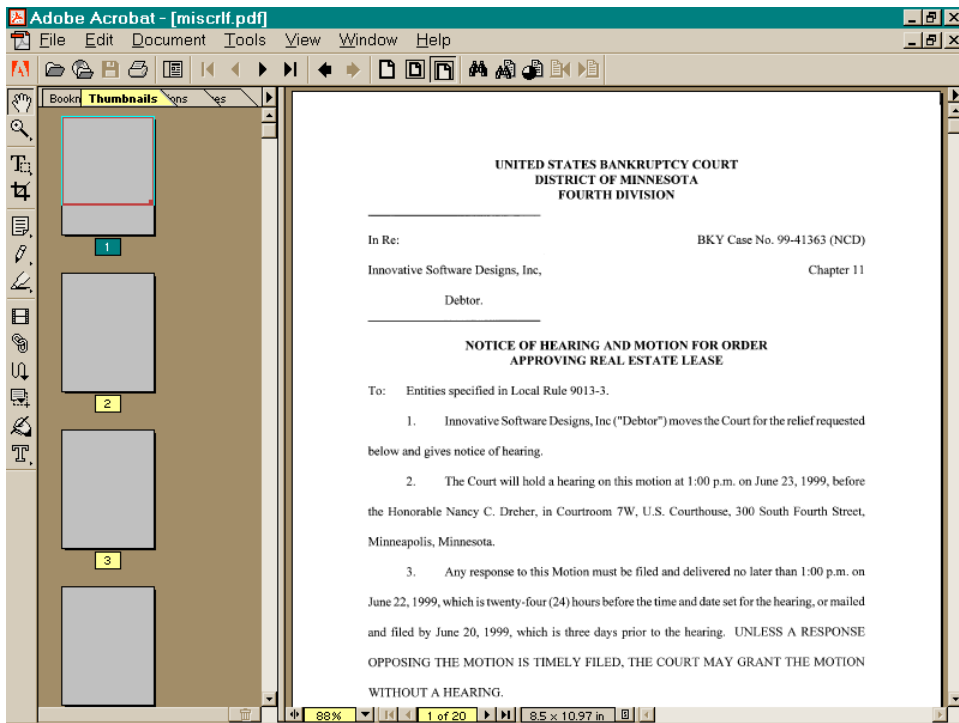 Adobe Acrobat - [miscrlf.pdf]
File Edit Document Tools View Window Help
Bookn Thumbnails ions es
1
2
3
UNITED STATES BANKRUPTCY COURT
DISTRICT OF MINNESOTA
FOURTH DIVISION
In Re: BKY Case No. 99-41363 (NCD)
Innovative Software Designs, Inc, Chapter 11
Debtor.
NOTICE OF HEARING AND MOTION FOR ORDER
APPROVING REAL ESTATE LEASE
To: Entities specified in Local Rule 9013-3.
1. Innovative Software Designs, Inc ("Debtor") moves the Court for the relief requested
below and gives notice of hearing.
2. The Court will hold a hearing on this motion at 1:00 p.m. on June 23, 1999, before
the Honorable Nancy C. Dreher, in Courtroom 7W, U.S. Courthouse, 300 South Fourth Street,
Minneapolis, Minnesota.
3. Any response to this Motion must be filed and delivered no later than 1:00 p.m. on
June 22, 1999, which is twenty-four (24) hours before the time and date set for the hearing, or mailed
and filed by June 20, 1999, which is three days prior to the hearing. UNLESS A RESPONSE
OPPOSING THE MOTION IS TIMELY FILED, THE COURT MAY GRANT THE MOTION
WITHOUT A HEARING.
88% 1 of 20 8.5 x 10.97 in